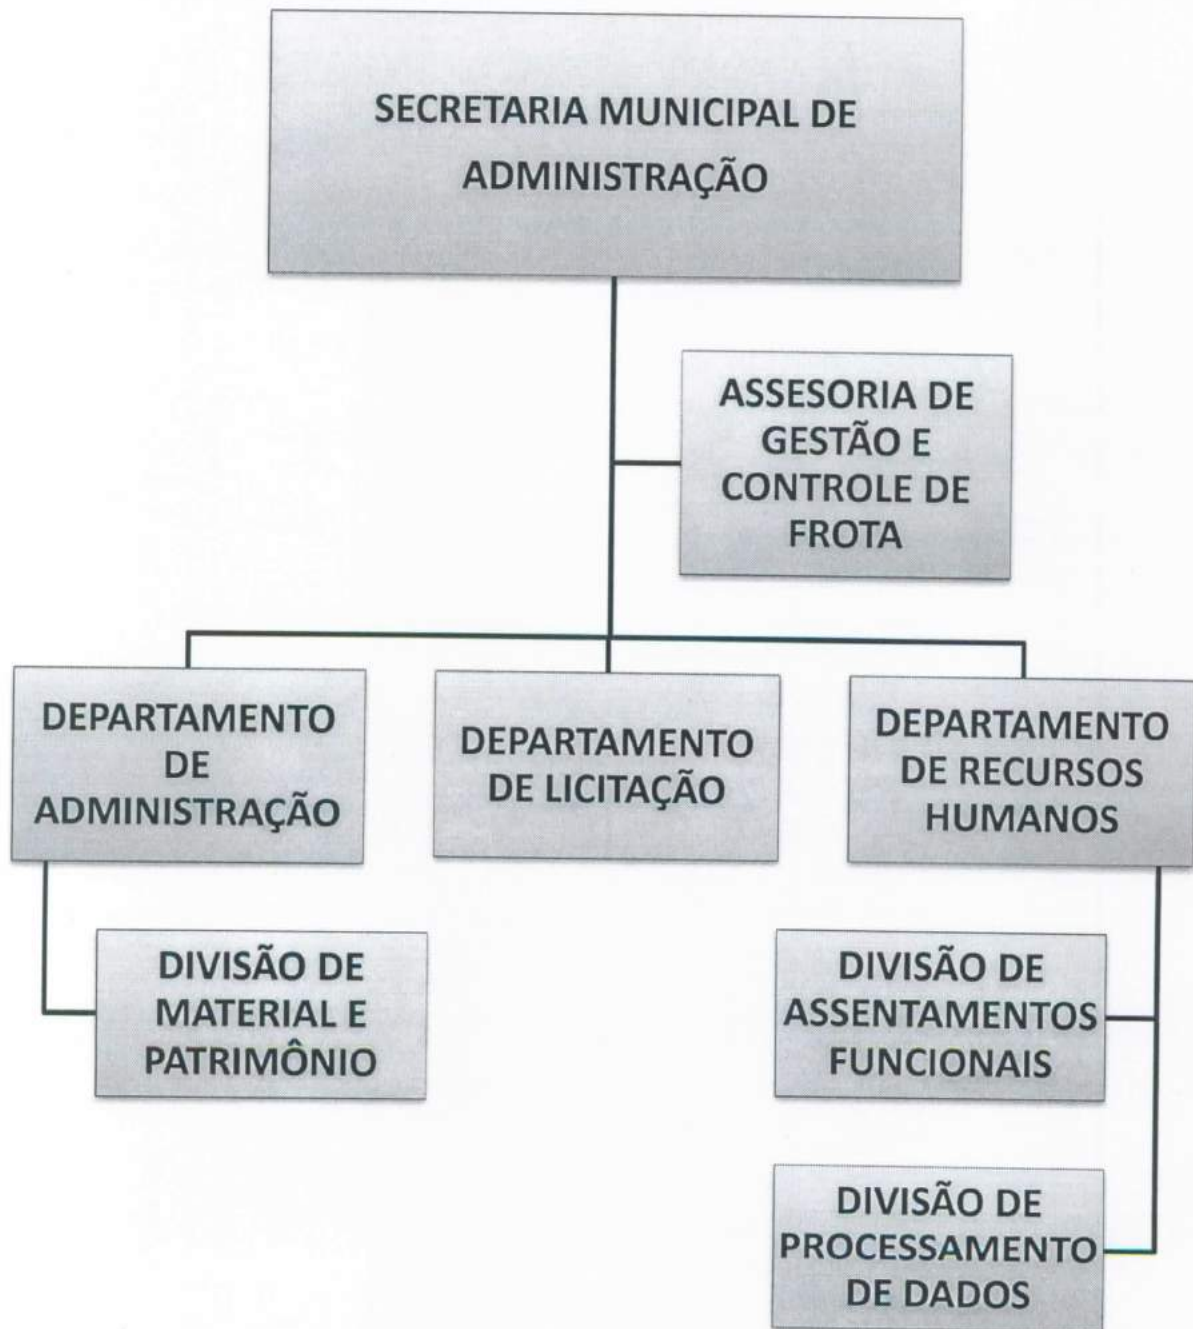 SECRETARIA MUNICIPAL DE
ADMINISTRAÇÃO
ASSESORIA DE
GESTÃO E
CONTROLE DE
FROTA
DEPARTAMENTO
DE
ADMINISTRAÇÃO
DEPARTAMENTO
DE LICITAÇÃO
DEPARTAMENTO
DE RECURSOS
HUMANOS
DIVISÃO DE
MATERIAL E
PATRIMÔNIO
DIVISÃO DE
ASSENTAMENTOS
FUNCIONAIS
DIVISÃO DE
PROCESSAMENTO
DE DADOS